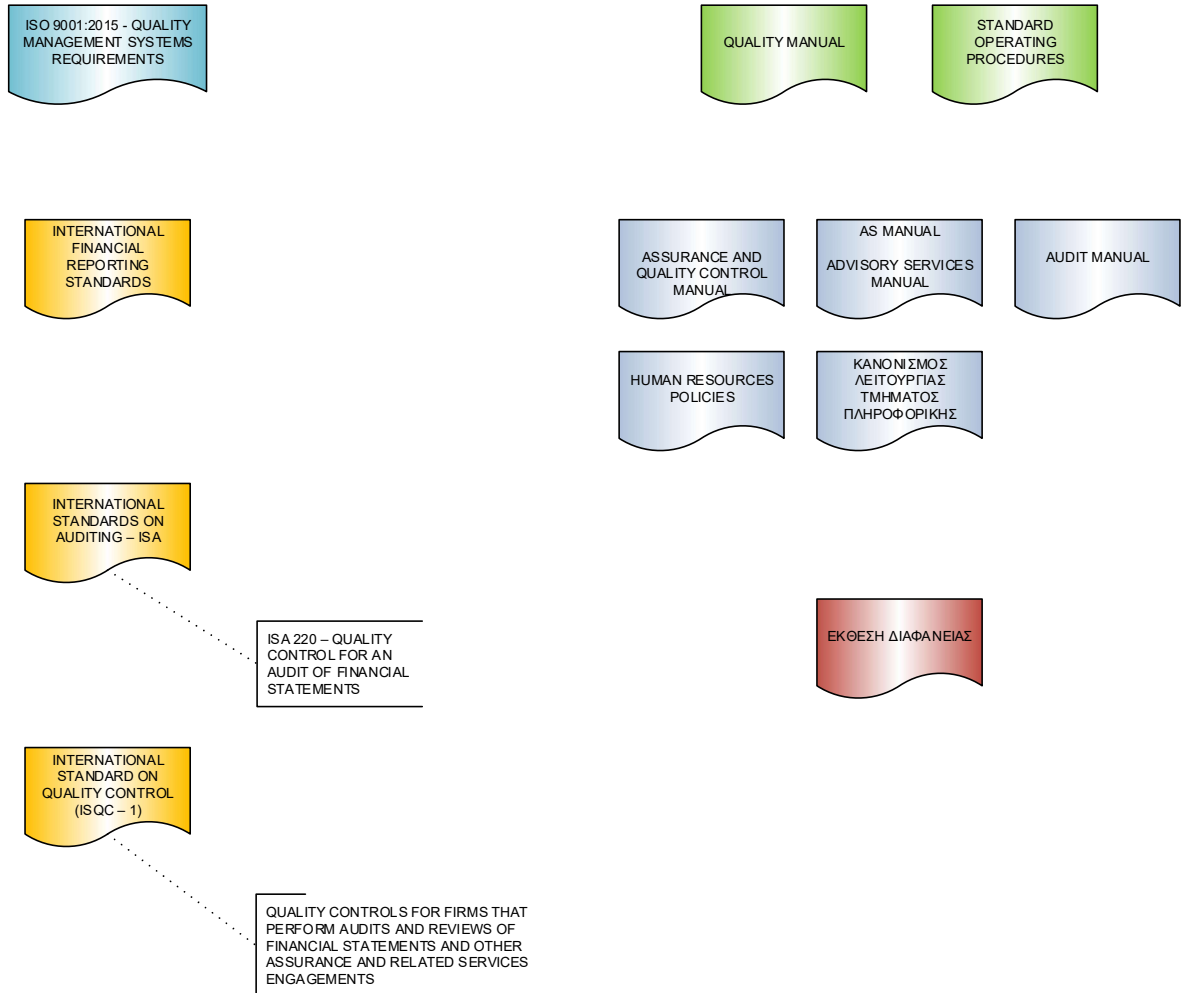 ISO 9001:2015 - QUALITY
MANAGEMENT SYSTEMS
REQUIREMENTS
QUALITY MANUAL
STANDARD
OPERATING
PROCEDURES
INTERNATIONAL
FINANCIAL
REPORTING
STANDARDS
ASSURANCE AND
QUALITY CONTROL
MANUAL
AS MANUAL
ADVISORY SERVICES
MANUAL
AUDIT MANUAL
HUMAN RESOURCES
POLICIES
ΚΑΝΟΝΙΣΜΟΣ
ΛΕΙΤΟΥΡΓΙΑΣ
ΤΜΗΜΑΤΟΣ
ΠΛΗΡΟΦΟΡΙΚΗΣ
INTERNATIONAL
STANDARDS ON
AUDITING – ISA
ISA 220 – QUALITY
CONTROL FOR AN
AUDIT OF FINANCIAL
STATEMENTS
ΕΚΘΕΣΗ ΔΙΑΦΑΝΕΙΑΣ
INTERNATIONAL
STANDARD ON
QUALITY CONTROL
(ISQC – 1)
QUALITY CONTROLS FOR FIRMS THAT
PERFORM AUDITS AND REVIEWS OF
FINANCIAL STATEMENTS AND OTHER
ASSURANCE AND RELATED SERVICES
ENGAGEMENTS